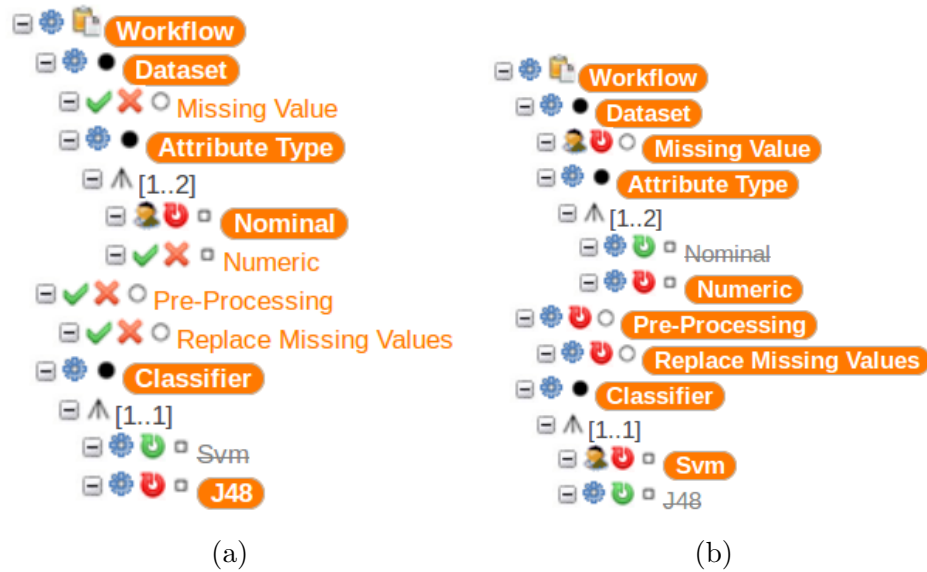 Workflow
Dataset
Missing Value
Attribute Type
[1..2]
Nominal
Numeric
Pre-Processing
Replace Missing Values
Classifier
[1..1]
Svm
J48
(a)
Workflow
Dataset
Missing Value
Attribute Type
[1..2]
Nominal
Numeric
Pre-Processing
Replace Missing Values
Classifier
[1..1]
Svm
J48
(b)